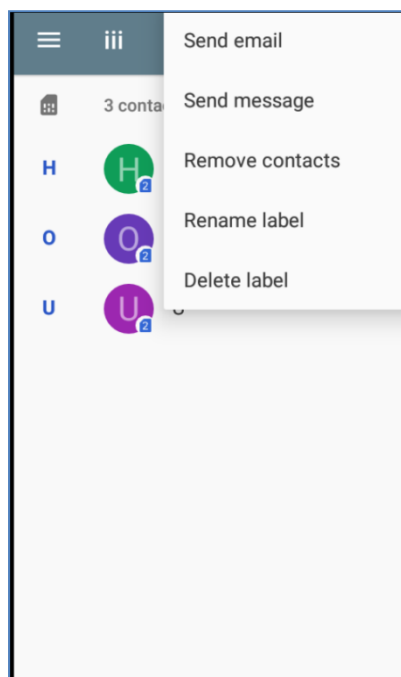 iii
Send email
Send message
3 conta
Remove contacts
H H 2
Rename label
O O 2
Delete label
U U 2